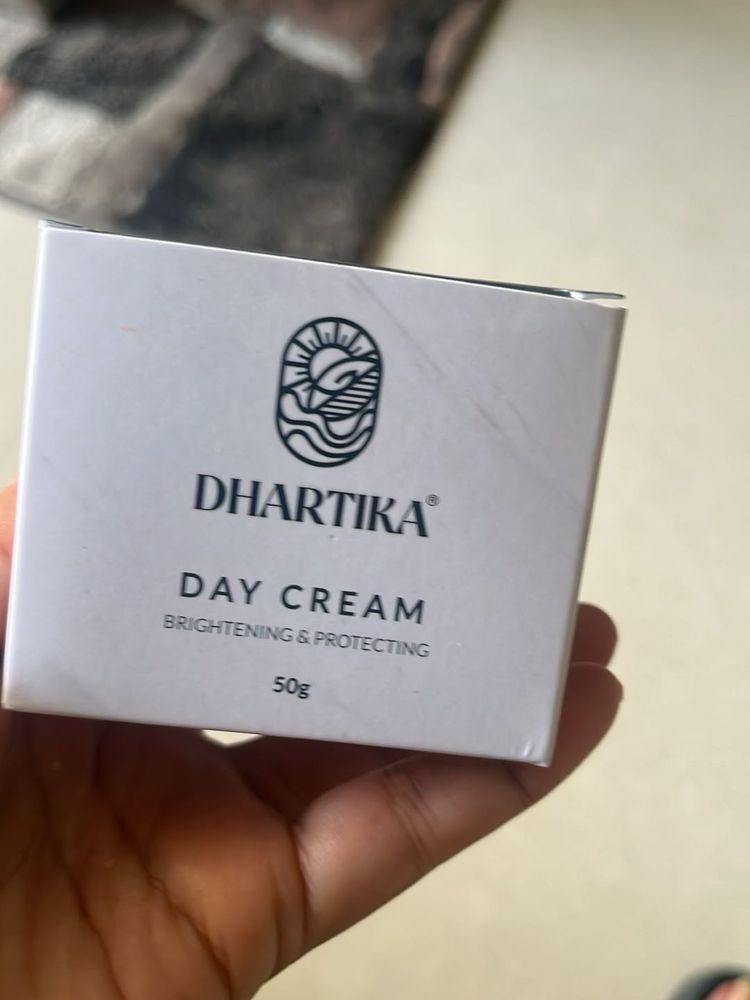 DHARTIKA®
DAY CREAM
BRIGHTENING & PROTECTING
50g